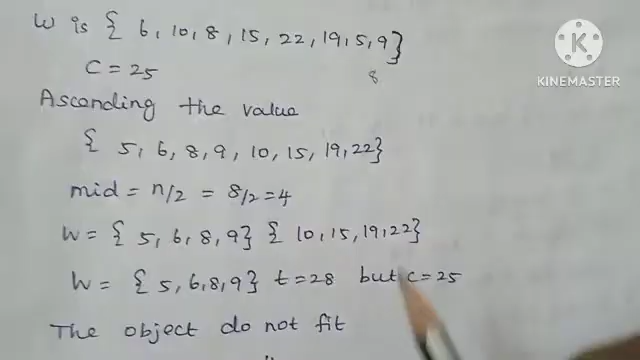 W is { 6, 10, 8, 15, 22, 19, 5, 9}
C = 25
8
K
KINEMASTER
Ascending the value
{ 5, 6, 8, 9, 10, 15, 19, 22}
mid = n/2 = 8/2 = 4
W = { 5, 6, 8, 9} { 10, 15, 19, 22}
W = { 5, 6, 8, 9} t = 28 but c = 25
The object do not fit